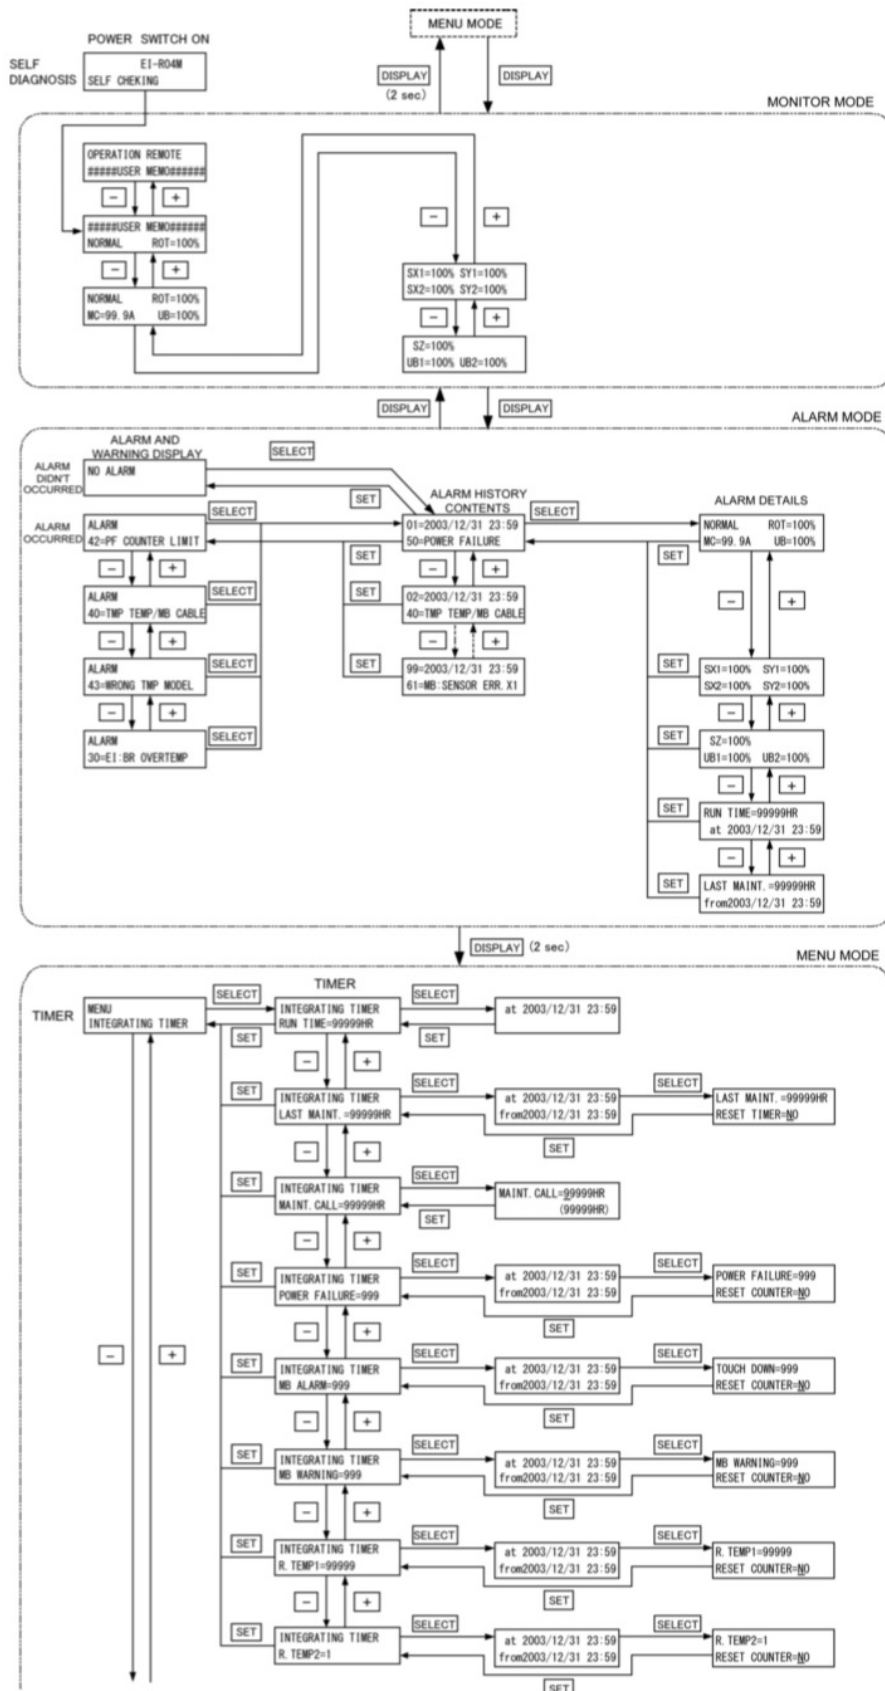 MENU MODE
POWER SWITCH ON
SELF
DIAGNOSIS
EI-R04M
SELF CHEKING
DISPLAY
(2 sec)
DISPLAY
MONITOR MODE
OPERATION REMOTE
#####USER MEMO######
-
+
#####USER MEMO######
NORMAL ROT=100%
-
+
NORMAL ROT=100%
MC=99.9A UB=100%
-
+
SX1=100% SY1=100%
SX2=100% SY2=100%
-
+
SZ=100%
UB1=100% UB2=100%
DISPLAY
DISPLAY
ALARM MODE
ALARM AND
WARNING DISPLAY
ALARM
DIDN'T
OCCURRED
NO ALARM
SELECT
SET
ALARM HISTORY
CONTENTS
ALARM DETAILS
ALARM
OCCURRED
ALARM
42=PF COUNTER LIMIT
SELECT
01=2003/12/31 23:59
50=POWER FAILURE
SELECT
SET
NORMAL ROT=100%
MC=99.9A UB=100%
-
+
ALARM
40=TMP TEMP/MB CABLE
SELECT
-
+
SET
02=2003/12/31 23:59
40=TMP TEMP/MB CABLE
-
+
-
+
ALARM
43=WRONG TMP MODEL
SELECT
-
+
SET
99=2003/12/31 23:59
61=MB:SENSOR ERR.X1
SET
SX1=100% SY1=100%
SX2=100% SY2=100%
-
+
ALARM
30=EI:BR OVERTEMP
SELECT
SET
SZ=100%
UB1=100% UB2=100%
-
+
SET
RUN TIME=99999HR
at 2003/12/31 23:59
-
+
SET
LAST MAINT.=99999HR
from2003/12/31 23:59
DISPLAY (2 sec)
MENU MODE
TIMER
TIMER
MENU
INTEGRATING TIMER
SELECT
SET
INTEGRATING TIMER
RUN TIME=99999HR
SELECT
SET
at 2003/12/31 23:59
-
+
SET
INTEGRATING TIMER
LAST MAINT.=99999HR
SELECT
at 2003/12/31 23:59
from2003/12/31 23:59
SELECT
LAST MAINT.=99999HR
RESET TIMER=NO
SET
-
+
SET
INTEGRATING TIMER
MAINT.CALL=99999HR
SELECT
SET
MAINT.CALL=99999HR
(99999HR)
-
+
SET
INTEGRATING TIMER
POWER FAILURE=999
SELECT
at 2003/12/31 23:59
from2003/12/31 23:59
SELECT
POWER FAILURE=999
RESET COUNTER=NO
SET
-
+
-
+
SET
INTEGRATING TIMER
MB ALARM=999
SELECT
at 2003/12/31 23:59
from2003/12/31 23:59
SELECT
TOUCH DOWN=999
RESET COUNTER=NO
SET
-
+
SET
INTEGRATING TIMER
MB WARNING=999
SELECT
at 2003/12/31 23:59
from2003/12/31 23:59
SELECT
MB WARNING=999
RESET COUNTER=NO
SET
-
+
SET
INTEGRATING TIMER
R.TEMP1=99999
SELECT
at 2003/12/31 23:59
from2003/12/31 23:59
SELECT
R.TEMP1=99999
RESET COUNTER=NO
SET
-
+
SET
INTEGRATING TIMER
R.TEMP2=1
SELECT
at 2003/12/31 23:59
from2003/12/31 23:59
SELECT
R.TEMP2=1
RESET COUNTER=NO
SET